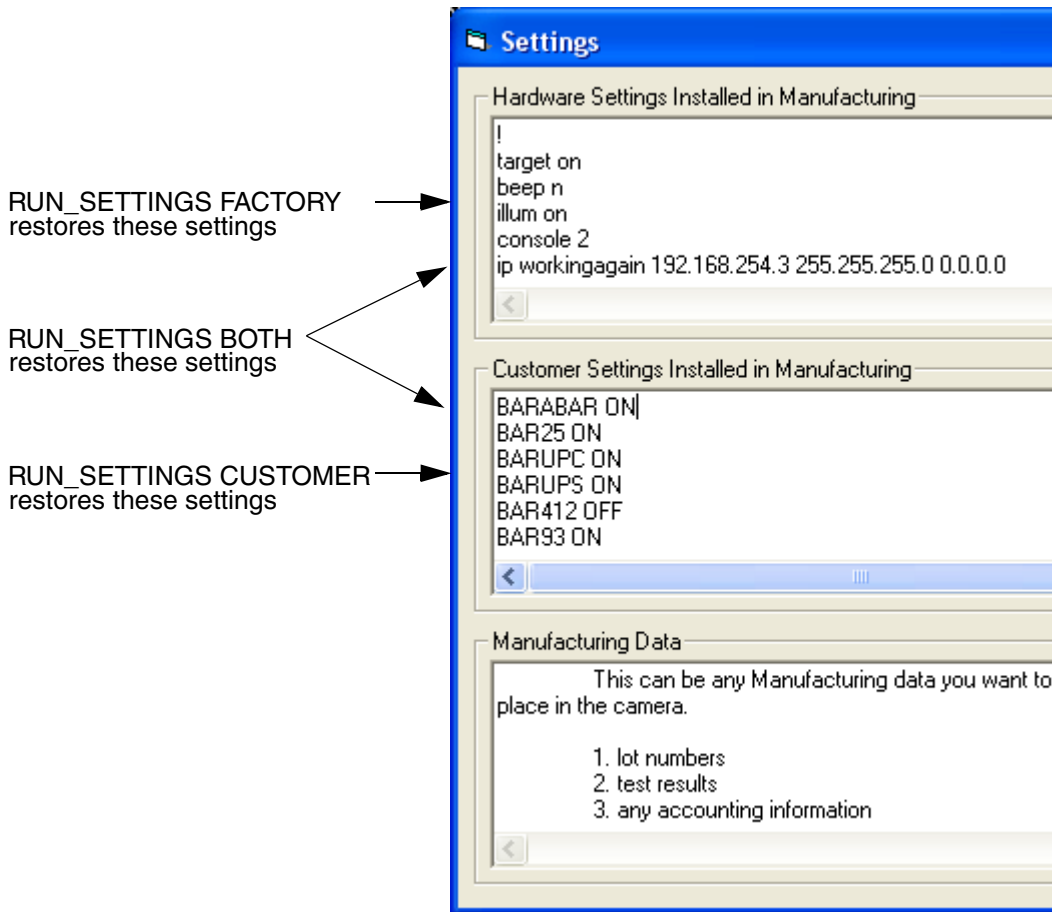 RUN_SETTINGS FACTORY
restores these settings
RUN_SETTINGS BOTH
restores these settings
RUN_SETTINGS CUSTOMER
restores these settings
Settings
Hardware Settings Installed in Manufacturing
!
target on
beep n
illum on
console 2
ip workingagain 192.168.254.3 255.255.255.0 0.0.0.0
Customer Settings Installed in Manufacturing
BARABAR ON
BAR25 ON
BARUPC ON
BARUPS ON
BAR412 OFF
BAR93 ON
Manufacturing Data
This can be any Manufacturing data you want to
place in the camera.
1. lot numbers
2. test results
3. any accounting information